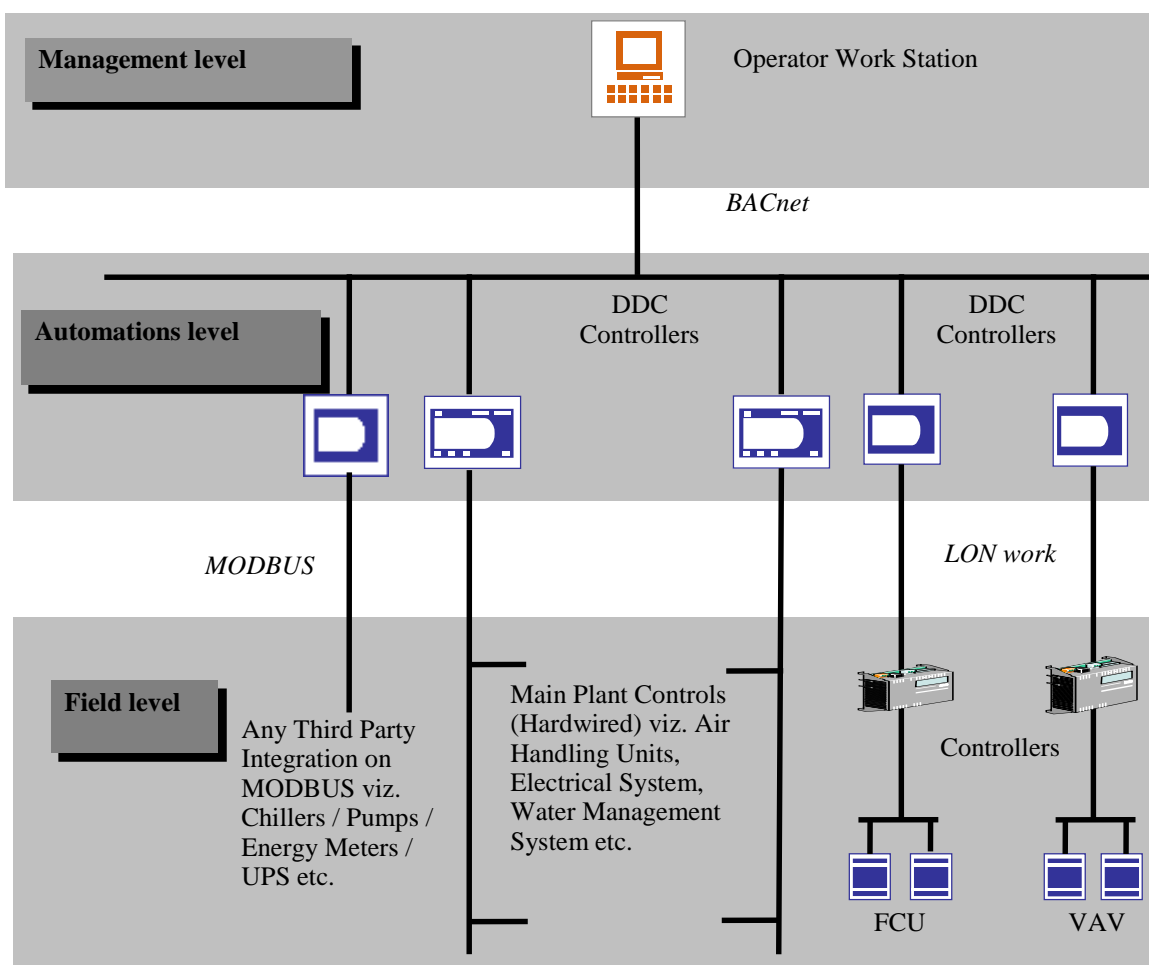 Management level
Operator Work Station
BACnet
DDC
Controllers
DDC
Controllers
Automations level
MODBUS
LON work
Field level
Any Third Party
Integration on
MODBUS viz.
Chillers / Pumps /
Energy Meters /
UPS etc.
Main Plant Controls
(Hardwired) viz. Air
Handling Units,
Electrical System,
Water Management
System etc.
Controllers
FCU
VAV